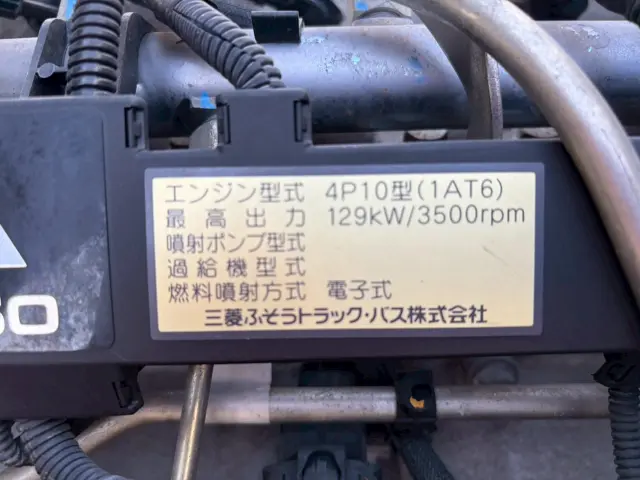 エンジン型式 4P10型(1AT6)
最高出力 129kW/3500rpm
噴射ポンプ型式
過給機型式
燃料噴射方式 電子式
三菱ふそうトラック・バス株式会社